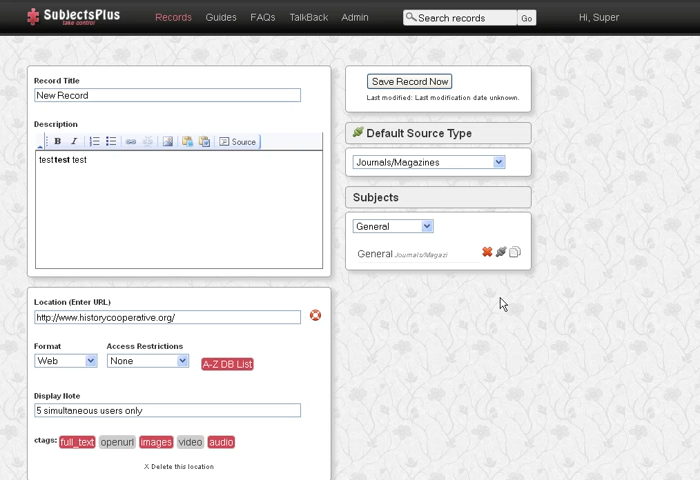 SubjectsPlus
take control
Records Guides FAQs TalkBack Admin Search records Go Hi, Super
Record Title
New Record
Description
B I Source
testtest test
Location (Enter URL)
http://www.historycooperative.org/
Format Access Restrictions
Web None A-Z DB List
Display Note
5 simultaneous users only
ctags: full_text openurl images video audio
X Delete this location
Save Record Now
Last modified: Last modification date unknown.
Default Source Type
Journals/Magazines
Subjects
General
General Journals/Magazi